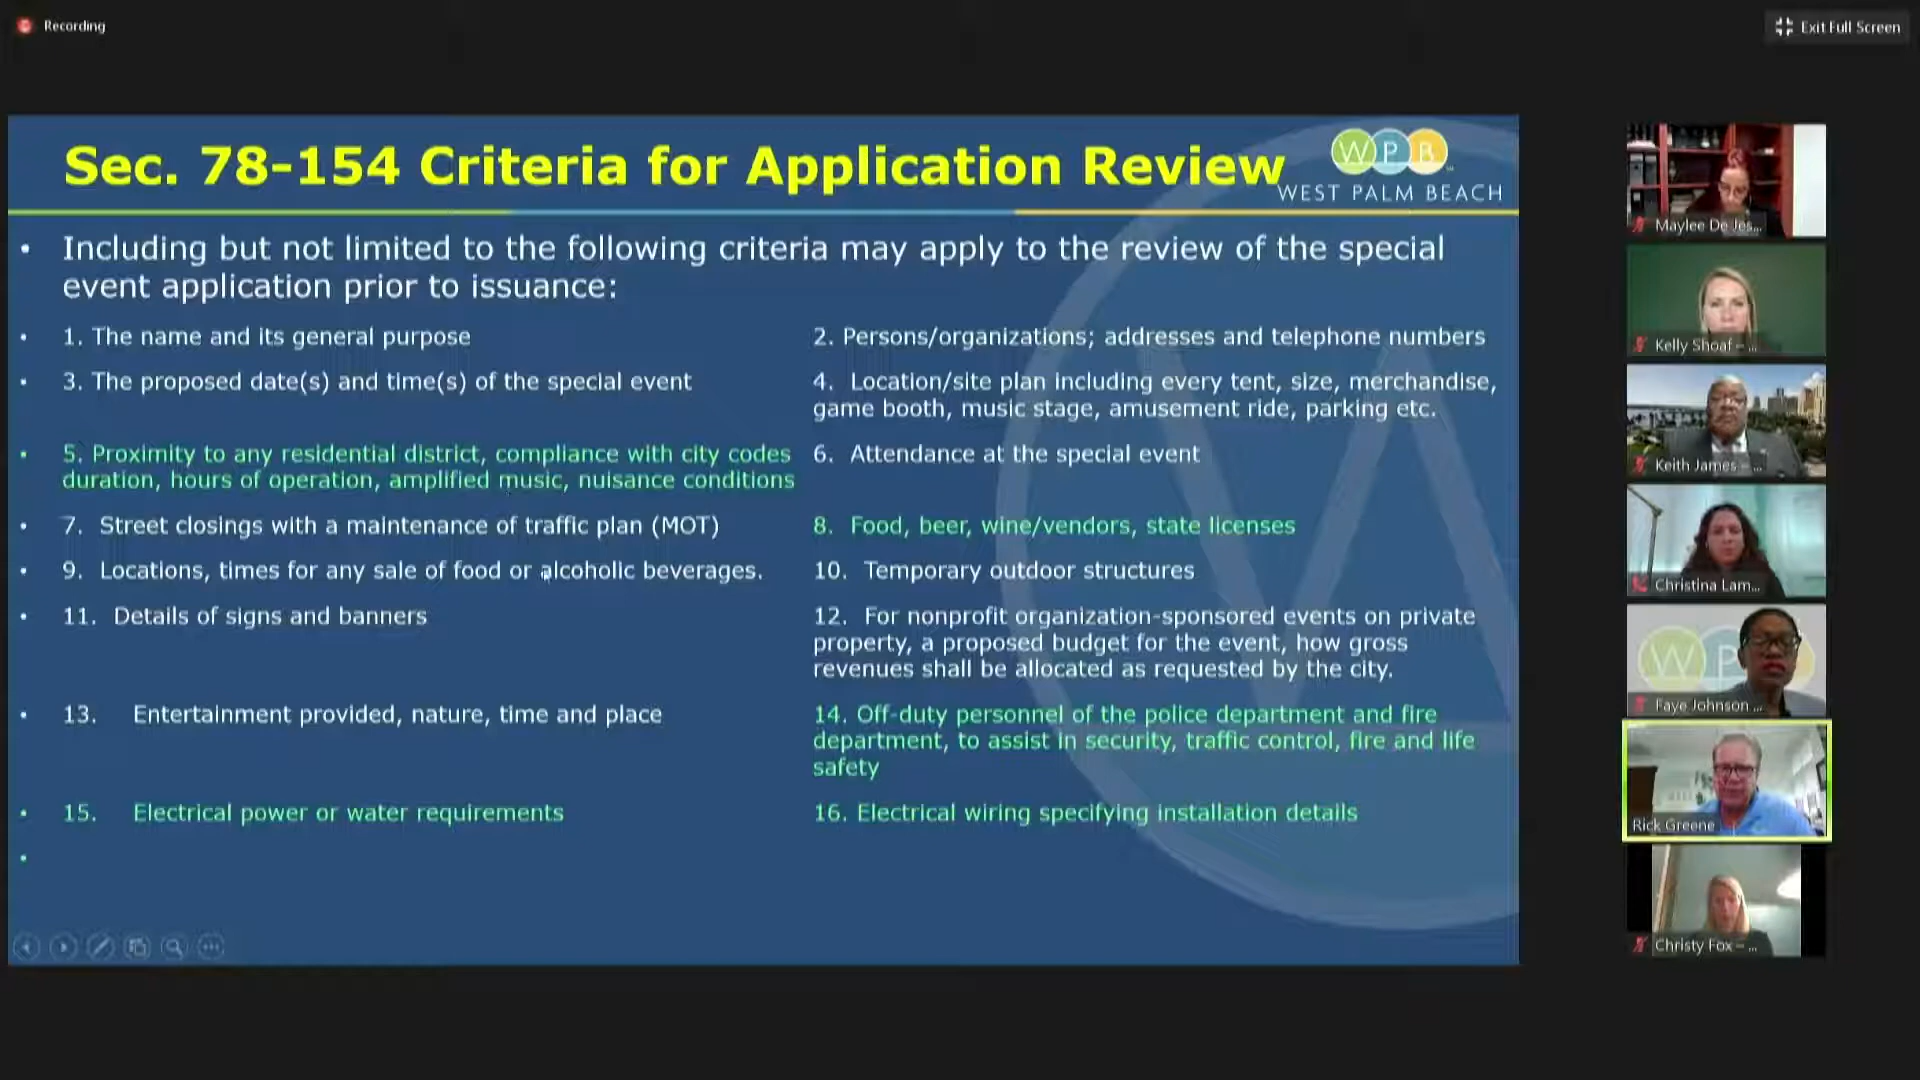 Recording
Exit Full Screen
Sec. 78-154 Criteria for Application Review
WPB
WEST PALM BEACH
• Including but not limited to the following criteria may apply to the review of the special
event application prior to issuance:
• 1. The name and its general purpose
2. Persons/organizations; addresses and telephone numbers
• 3. The proposed date(s) and time(s) of the special event
4. Location/site plan including every tent, size, merchandise,
game booth, music stage, amusement ride, parking etc.
• 5. Proximity to any residential district, compliance with city codes
duration, hours of operation, amplified music, nuisance conditions
6. Attendance at the special event
• 7. Street closings with a maintenance of traffic plan (MOT)
8. Food, beer, wine/vendors, state licenses
• 9. Locations, times for any sale of food or alcoholic beverages.
10. Temporary outdoor structures
• 11. Details of signs and banners
12. For nonprofit organization-sponsored events on private
property, a proposed budget for the event, how gross
revenues shall be allocated as requested by the city.
• 13. Entertainment provided, nature, time and place
14. Off-duty personnel of the police department and fire
department, to assist in security, traffic control, fire and life
safety
• 15. Electrical power or water requirements
16. Electrical wiring specifying installation details
•
Maylee De Jes...
Kelly Shoaf – ...
Keith James – ...
Christina Lam...
WP
Faye Johnson ...
Rick Greene
Christy Fox – ...